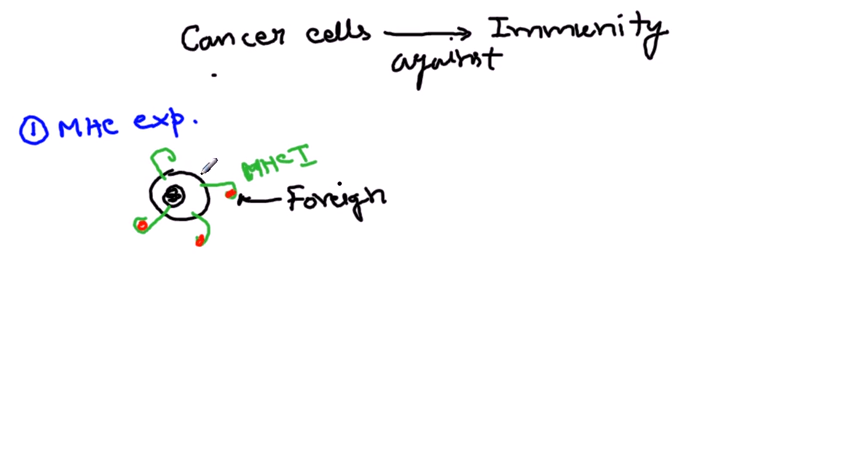 Cancer cells → Immunity
against
① MHC exp.
MHC I
Foreign